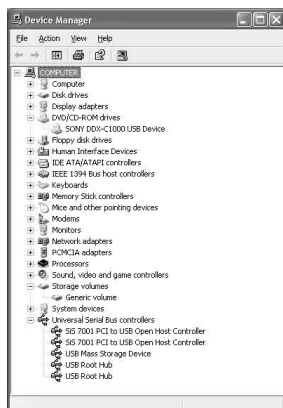 Device Manager
File Action View Help
COMPUTER
Computer
Disk drives
Display adapters
DVD/CD-ROM drives
SONY DDX-C1000 USB Device
Floppy disk drives
Human Interface Devices
IDE ATA/ATAPI controllers
IEEE 1394 Bus host controllers
Keyboards
Memory Stick controllers
Mice and other pointing devices
Modems
Monitors
Network adapters
PCMCIA adapters
Processors
Sound, video and game controllers
Storage volumes
Generic volume
System devices
Universal Serial Bus controllers
SiS 7001 PCI to USB Open Host Controller
SiS 7001 PCI to USB Open Host Controller
USB Mass Storage Device
USB Root Hub
USB Root Hub